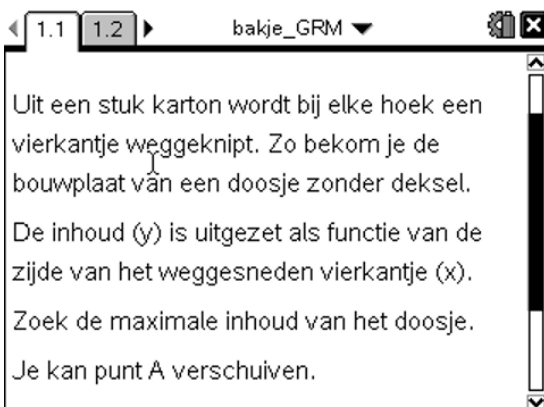 1.1 1.2 bakje_GRM
Uit een stuk karton wordt bij elke hoek een
vierkantje weggeknipt. Zo bekom je de
bouwplaat van een doosje zonder deksel.
De inhoud (y) is uitgezet als functie van de
zijde van het weggesneden vierkantje (x).
Zoek de maximale inhoud van het doosje.
Je kan punt A verschuiven.